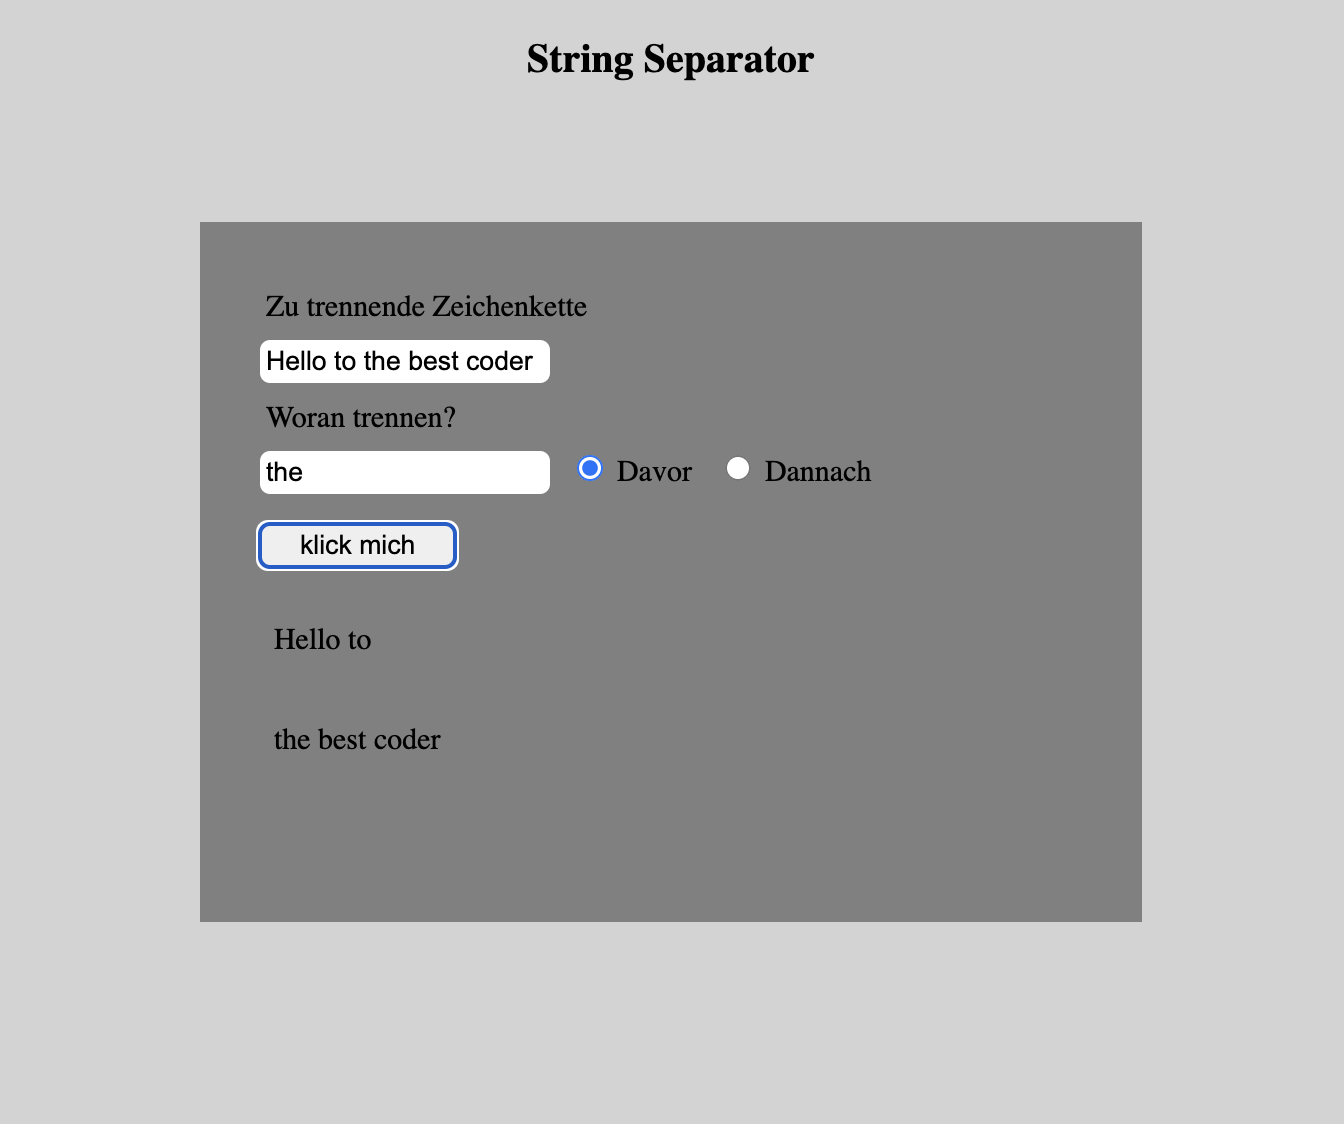 String Separator
Zu trennende Zeichenkette
Hello to the best coder
Woran trennen?
the Davor Dannach
klick mich
Hello to
the best coder